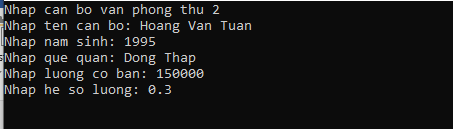 Nhap can bo van phong thu 2
Nhap ten can bo: Hoang Van Tuan
Nhap nam sinh: 1995
Nhap que quan: Dong Thap
Nhap luong co ban: 150000
Nhap he so luong: 0.3